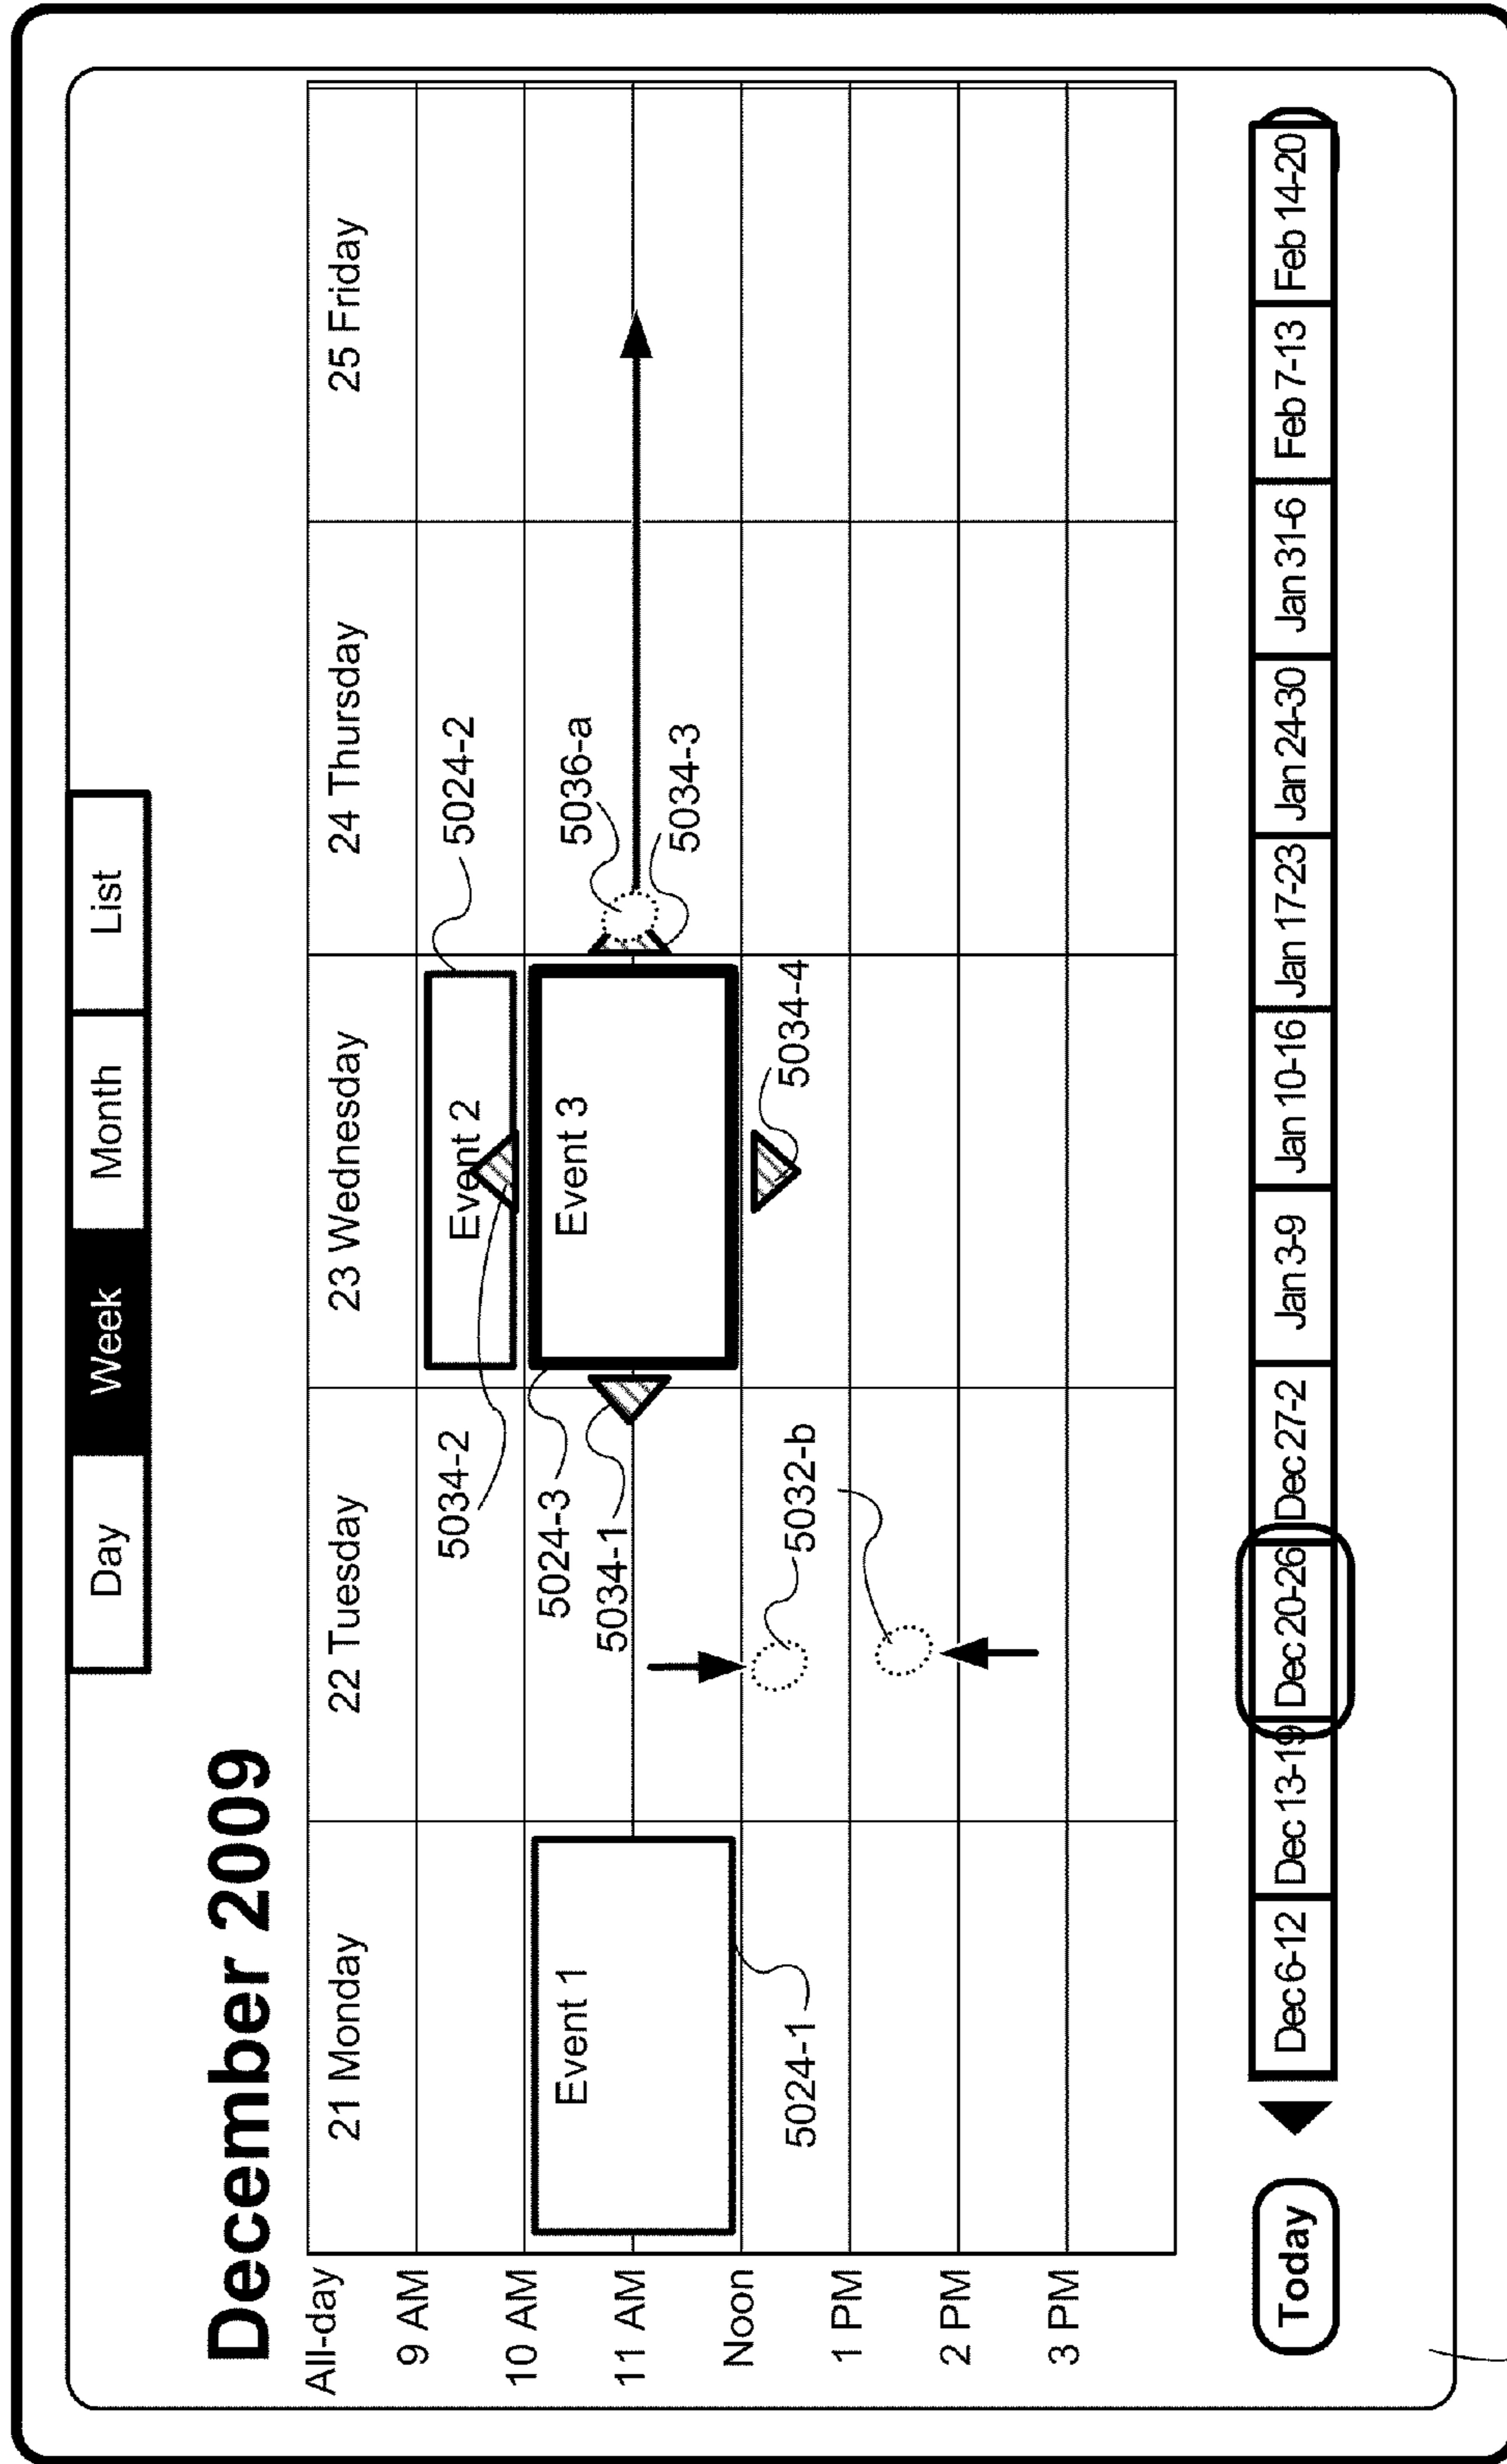 Day Week Month List
December 2009
21 Monday 22 Tuesday 23 Wednesday 24 Thursday 25 Friday
All-day
9 AM
10 AM
11 AM
Noon
1 PM
2 PM
3 PM
Event 1
Event 2
Event 3
5024-2
5034-2
5036-a
5024-3
5034-1
5034-3
5034-4
5032-b
5024-1
Today Dec 6-12 Dec 13-19 Dec 20-26 Dec 27-2 Jan 3-9 Jan 10-16 Jan 17-23 Jan 24-30 Jan 31-6 Feb 7-13 Feb 14-20